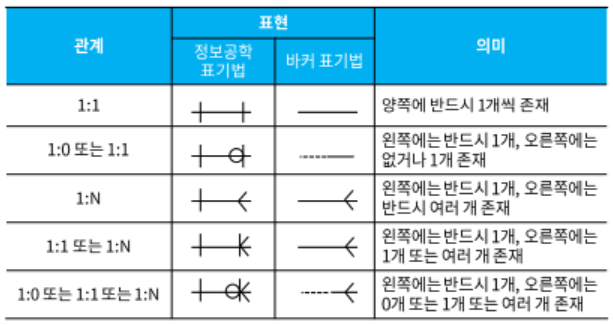 관계
표현
의미
정보공학
표기법
바커 표기법
1:1
양쪽에 반드시 1개씩 존재
1:0 또는 1:1
왼쪽에는 반드시 1개, 오른쪽에는
없거나 1개 존재
1:N
왼쪽에는 반드시 1개, 오른쪽에는
반드시 여러 개 존재
1:1 또는 1:N
왼쪽에는 반드시 1개, 오른쪽에는
1개 또는 여러 개 존재
1:0 또는 1:1 또는 1:N
왼쪽에는 반드시 1개, 오른쪽에는
0개 또는 1개 또는 여러 개 존재